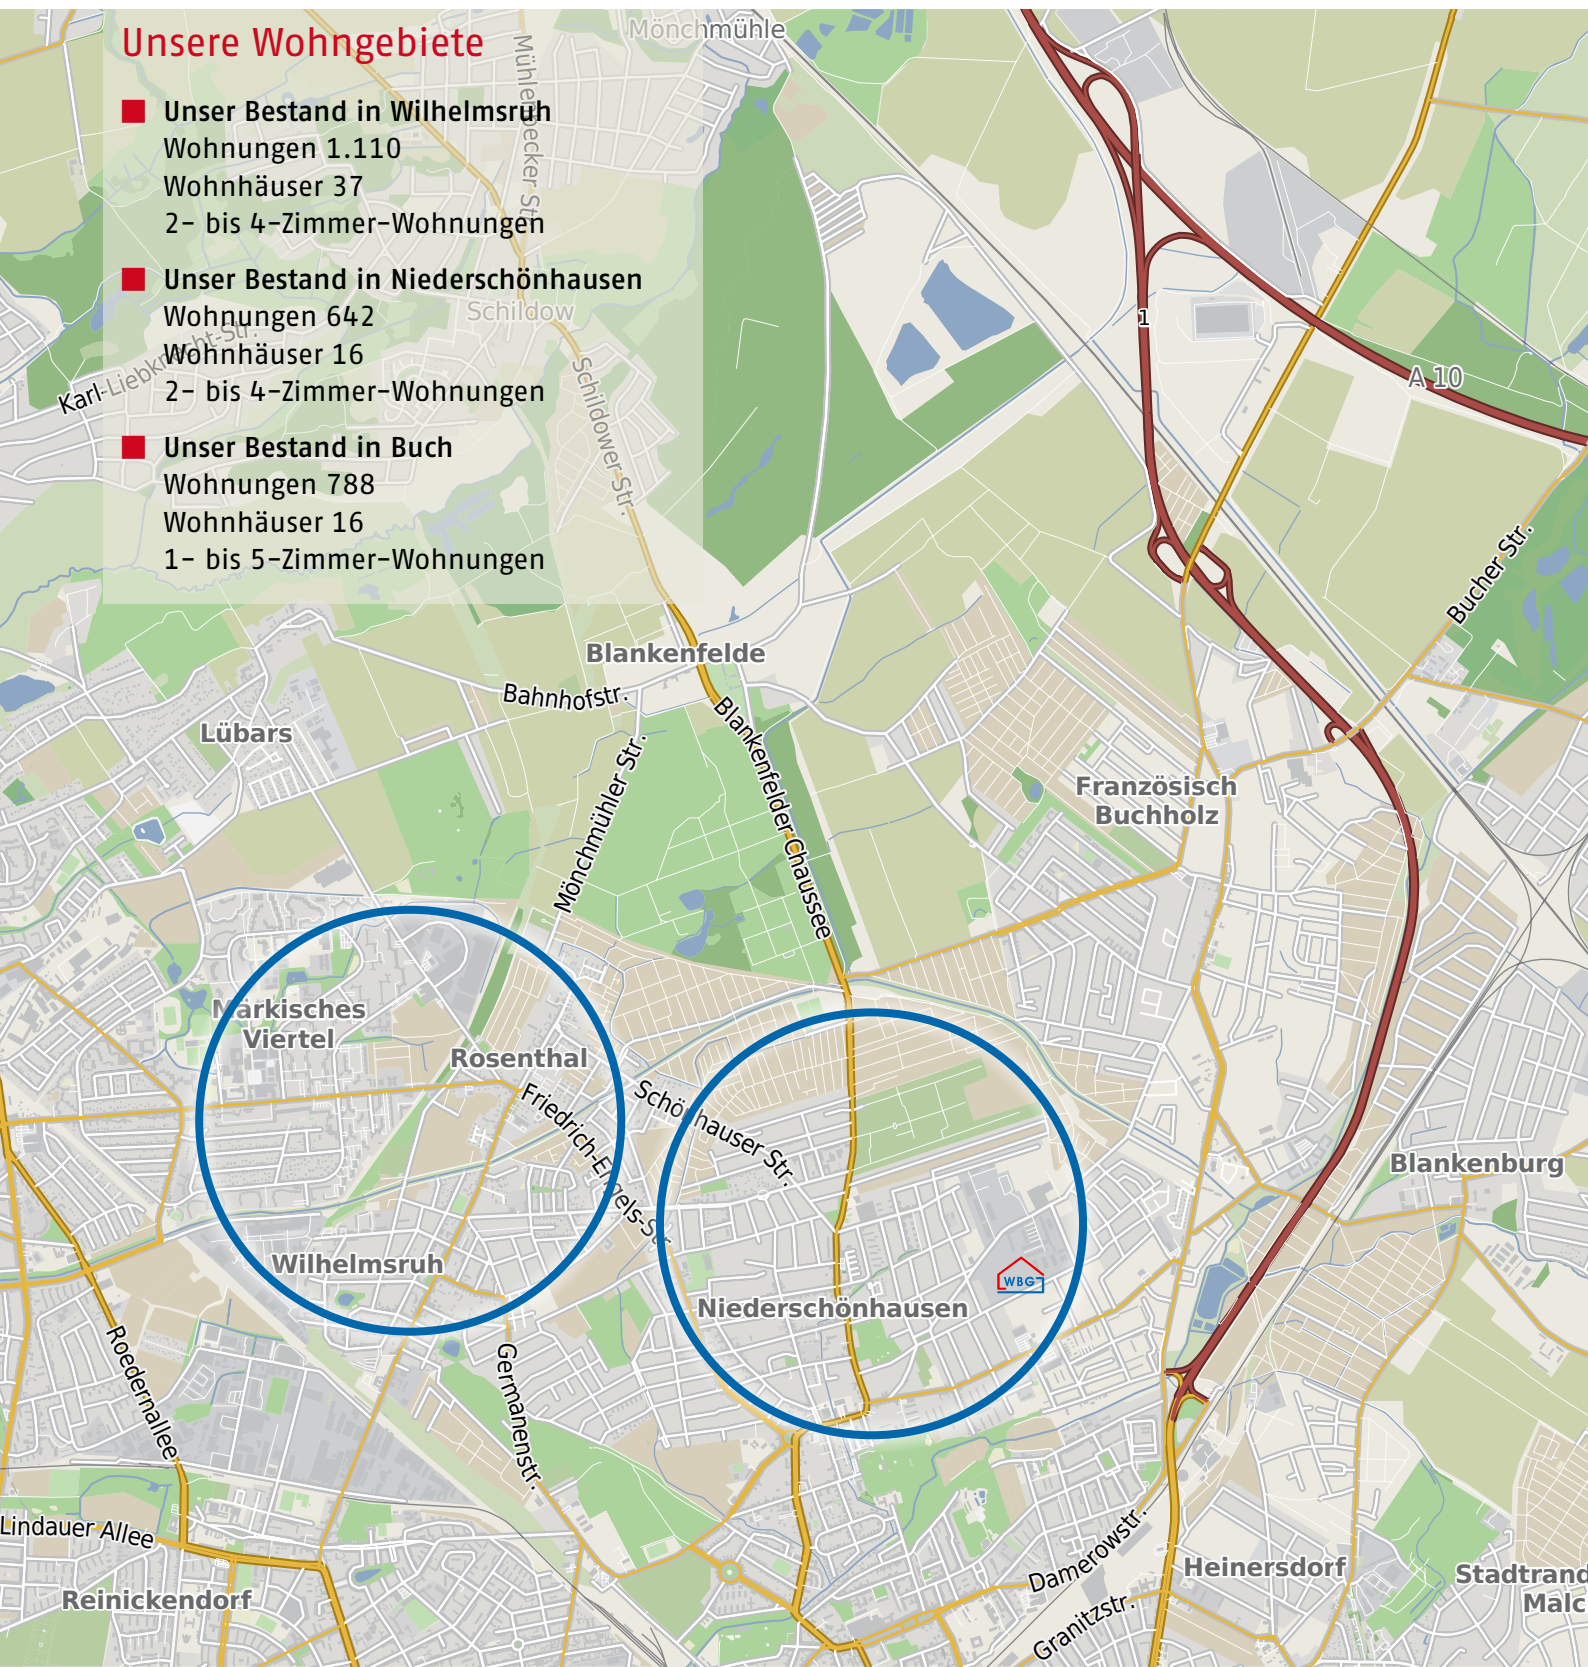 Unsere Wohngebiete
Unser Bestand in Wilhelmsruh
Wohnungen 1.110
Wohnhäuser 37
2- bis 4-Zimmer-Wohnungen
Unser Bestand in Niederschönhausen
Wohnungen 642
Wohnhäuser 16
2- bis 4-Zimmer-Wohnungen
Unser Bestand in Buch
Wohnungen 788
Wohnhäuser 16
1- bis 5-Zimmer-Wohnungen
Mönchmühle
Mühlenbecker Str.
Schildow
Karl-Liebknecht-Str.
Schildower Str.
1
A 10
Bucher Str.
Blankenfelde
Bahnhofstr.
Lübars
Mönchmühler Str.
Blankenfelder Chaussee
Französisch
Buchholz
Märkisches
Viertel
Rosenthal
Friedrich-Engels-Str.
Schönhauser Str.
Blankenburg
Wilhelmsruh
WBG
Niederschönhausen
Roedernallee
Germanenstr.
Lindauer Allee
Damerowstr.
Heinersdorf
Stadtrand
Malc
Reinickendorf
Granitzstr.